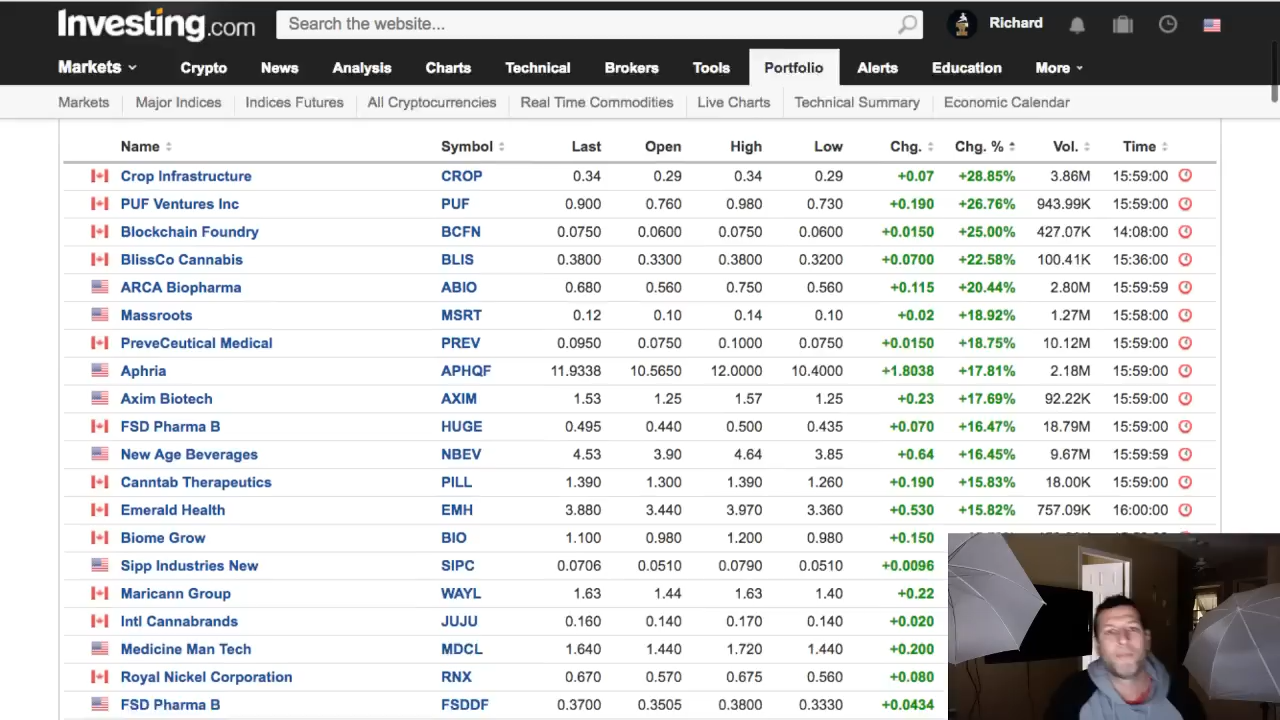 Investing.com Search the website... Richard
Markets Crypto News Analysis Charts Technical Brokers Tools Portfolio Alerts Education More
Markets Major Indices Indices Futures All Cryptocurrencies Real Time Commodities Live Charts Technical Summary Economic Calendar
Name Symbol Last Open High Low Chg. Chg. % Vol. Time
Crop Infrastructure CROP 0.34 0.29 0.34 0.29 +0.07 +28.85% 3.86M 15:59:00
PUF Ventures Inc PUF 0.900 0.760 0.980 0.730 +0.190 +26.76% 943.99K 15:59:00
Blockchain Foundry BCFN 0.0750 0.0600 0.0750 0.0600 +0.0150 +25.00% 427.07K 14:08:00
BlissCo Cannabis BLIS 0.3800 0.3300 0.3800 0.3200 +0.0700 +22.58% 100.41K 15:36:00
ARCA Biopharma ABIO 0.680 0.560 0.750 0.560 +0.115 +20.44% 2.80M 15:59:59
Massroots MSRT 0.12 0.10 0.14 0.10 +0.02 +18.92% 1.27M 15:58:00
PreveCeutical Medical PREV 0.0950 0.0750 0.1000 0.0750 +0.0150 +18.75% 10.12M 15:59:00
Aphria APHQF 11.9338 10.5650 12.0000 10.4000 +1.8038 +17.81% 2.18M 15:59:00
Axim Biotech AXIM 1.53 1.25 1.57 1.25 +0.23 +17.69% 92.22K 15:59:00
FSD Pharma B HUGE 0.495 0.440 0.500 0.435 +0.070 +16.47% 18.79M 15:59:00
New Age Beverages NBEV 4.53 3.90 4.64 3.85 +0.64 +16.45% 9.67M 15:59:59
Canntab Therapeutics PILL 1.390 1.300 1.390 1.260 +0.190 +15.83% 18.00K 15:59:00
Emerald Health EMH 3.880 3.440 3.970 3.360 +0.530 +15.82% 757.09K 16:00:00
Biome Grow BIO 1.100 0.980 1.200 0.980 +0.150
Sipp Industries New SIPC 0.0706 0.0510 0.0790 0.0510 +0.0096
Maricann Group WAYL 1.63 1.44 1.63 1.40 +0.22
Intl Cannabrands JUJU 0.160 0.140 0.170 0.140 +0.020
Medicine Man Tech MDCL 1.640 1.440 1.720 1.440 +0.200
Royal Nickel Corporation RNX 0.670 0.570 0.675 0.560 +0.080
FSD Pharma B FSDDF 0.3700 0.3505 0.3800 0.3330 +0.0434